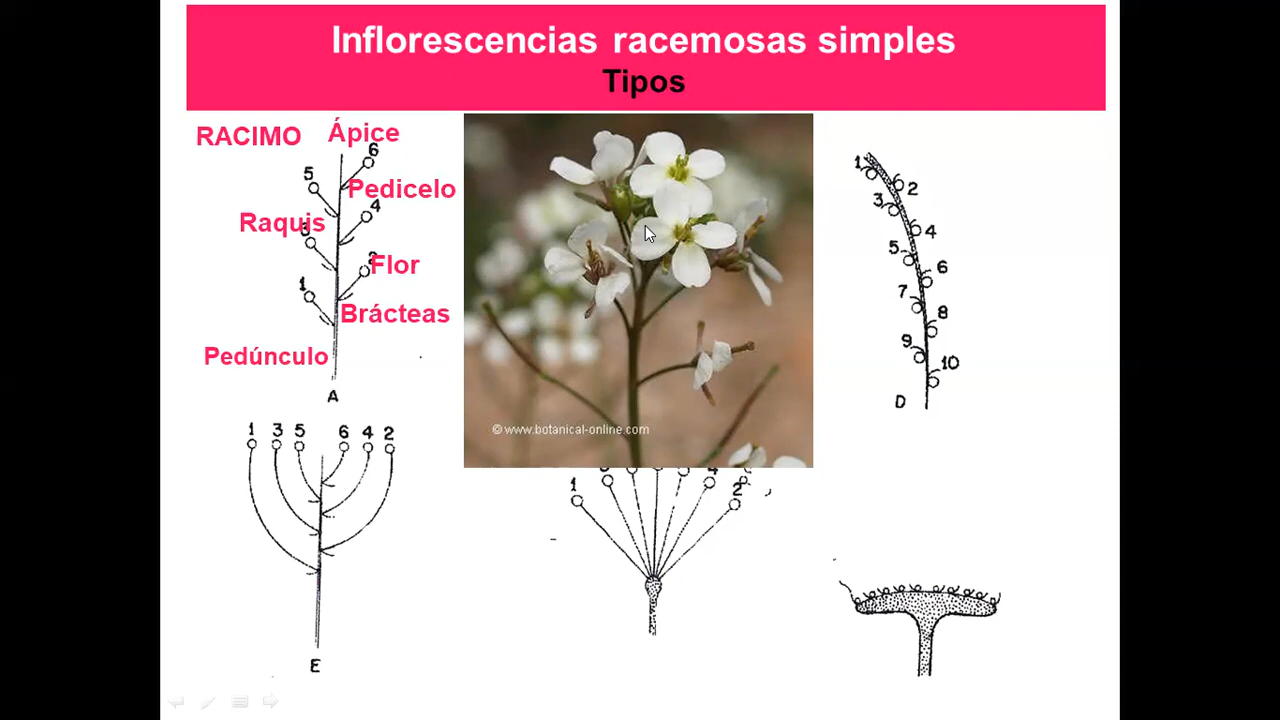 Inflorescencias racemosas simples
Tipos
RACIMO
Ápice
6
5
Pedicelo
4
Raquis
Flor
1
Brácteas
Pedúnculo
A
© www.botanical-online.com
1
2
3
4
5
6
7
8
9
10
D
1 3 5 6 4 2
E
1
2